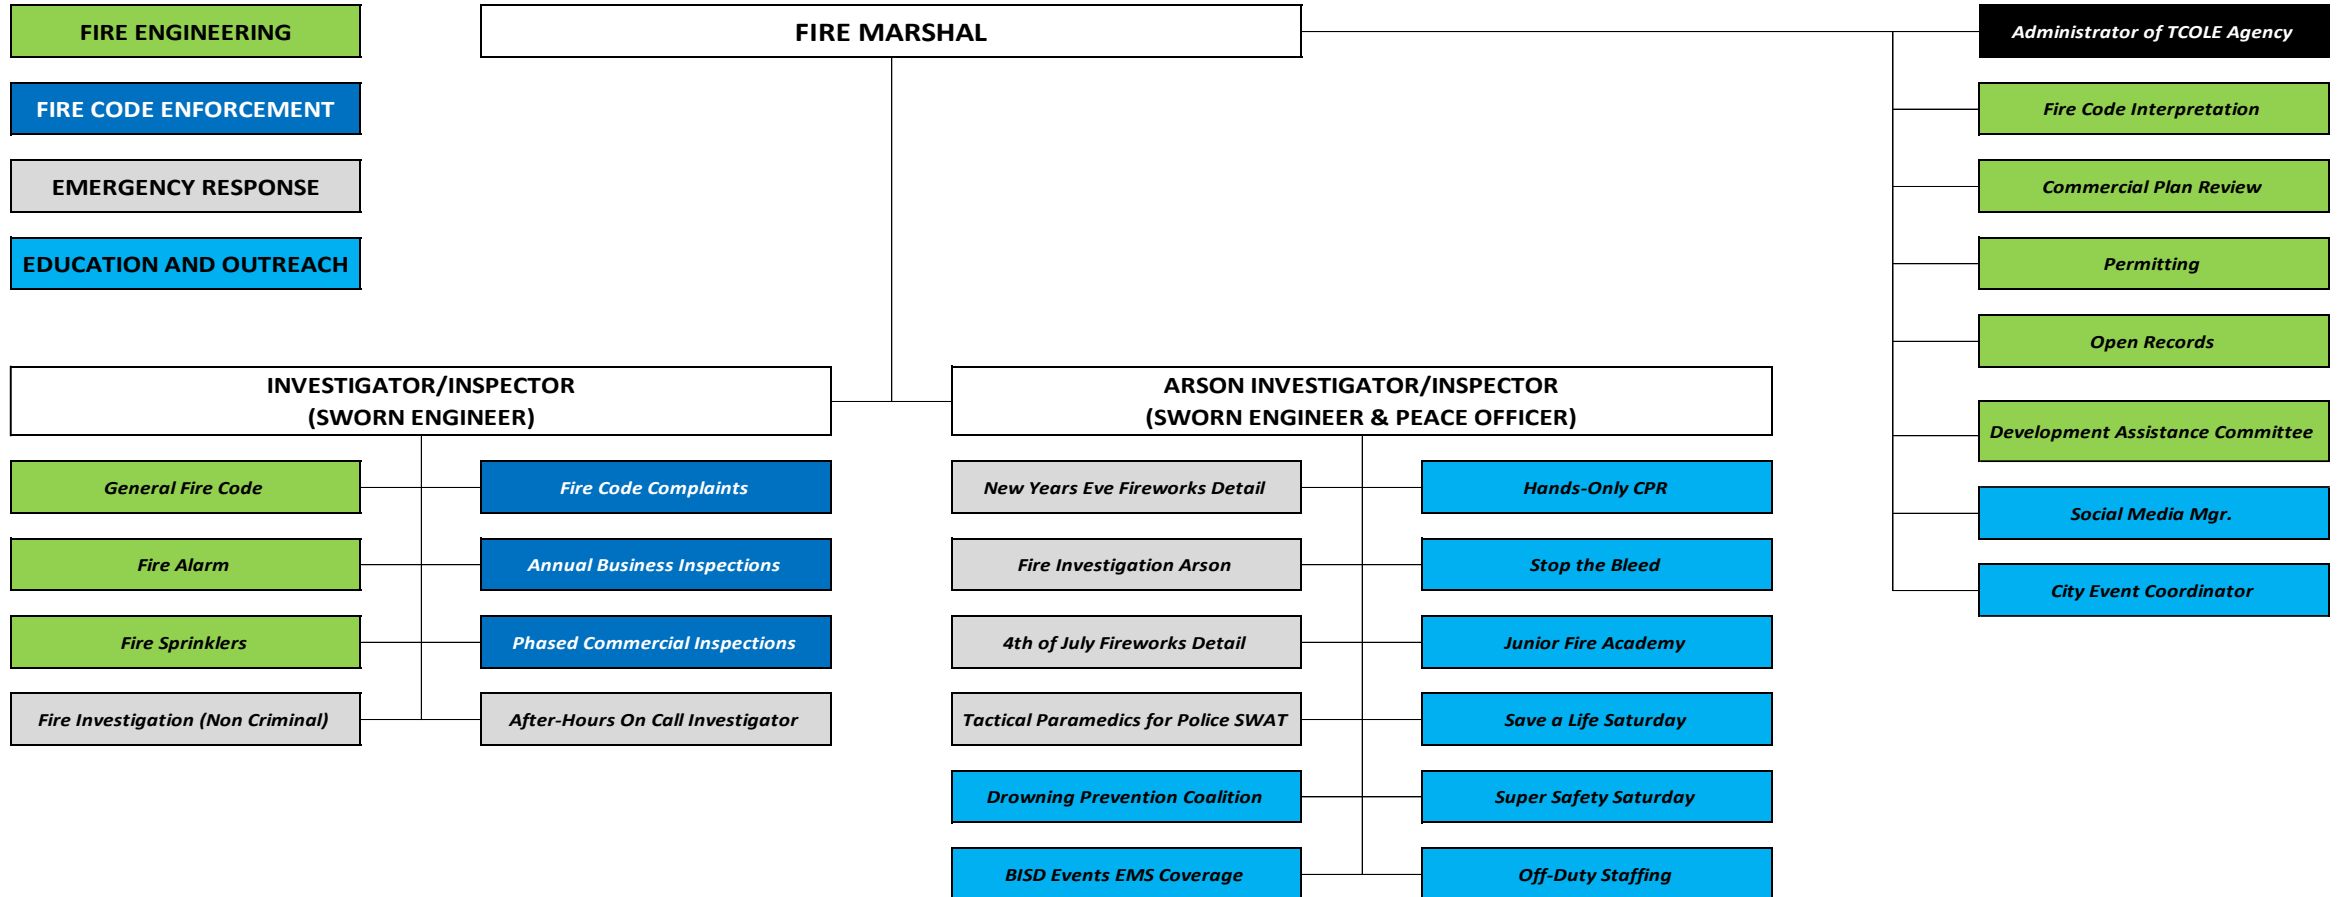 FIRE ENGINEERING
FIRE MARSHAL
Administrator of TCOLE Agency
FIRE CODE ENFORCEMENT
Fire Code Interpretation
EMERGENCY RESPONSE
Commercial Plan Review
EDUCATION AND OUTREACH
Permitting
Open Records
INVESTIGATOR/INSPECTOR
(SWORN ENGINEER)
ARSON INVESTIGATOR/INSPECTOR
(SWORN ENGINEER & PEACE OFFICER)
Development Assistance Committee
General Fire Code
Fire Code Complaints
New Years Eve Fireworks Detail
Hands-Only CPR
Social Media Mgr.
Fire Alarm
Annual Business Inspections
Fire Investigation Arson
Stop the Bleed
City Event Coordinator
Fire Sprinklers
Phased Commercial Inspections
4th of July Fireworks Detail
Junior Fire Academy
Fire Investigation (Non Criminal)
After-Hours On Call Investigator
Tactical Paramedics for Police SWAT
Save a Life Saturday
Drowning Prevention Coalition
Super Safety Saturday
BISD Events EMS Coverage
Off-Duty Staffing